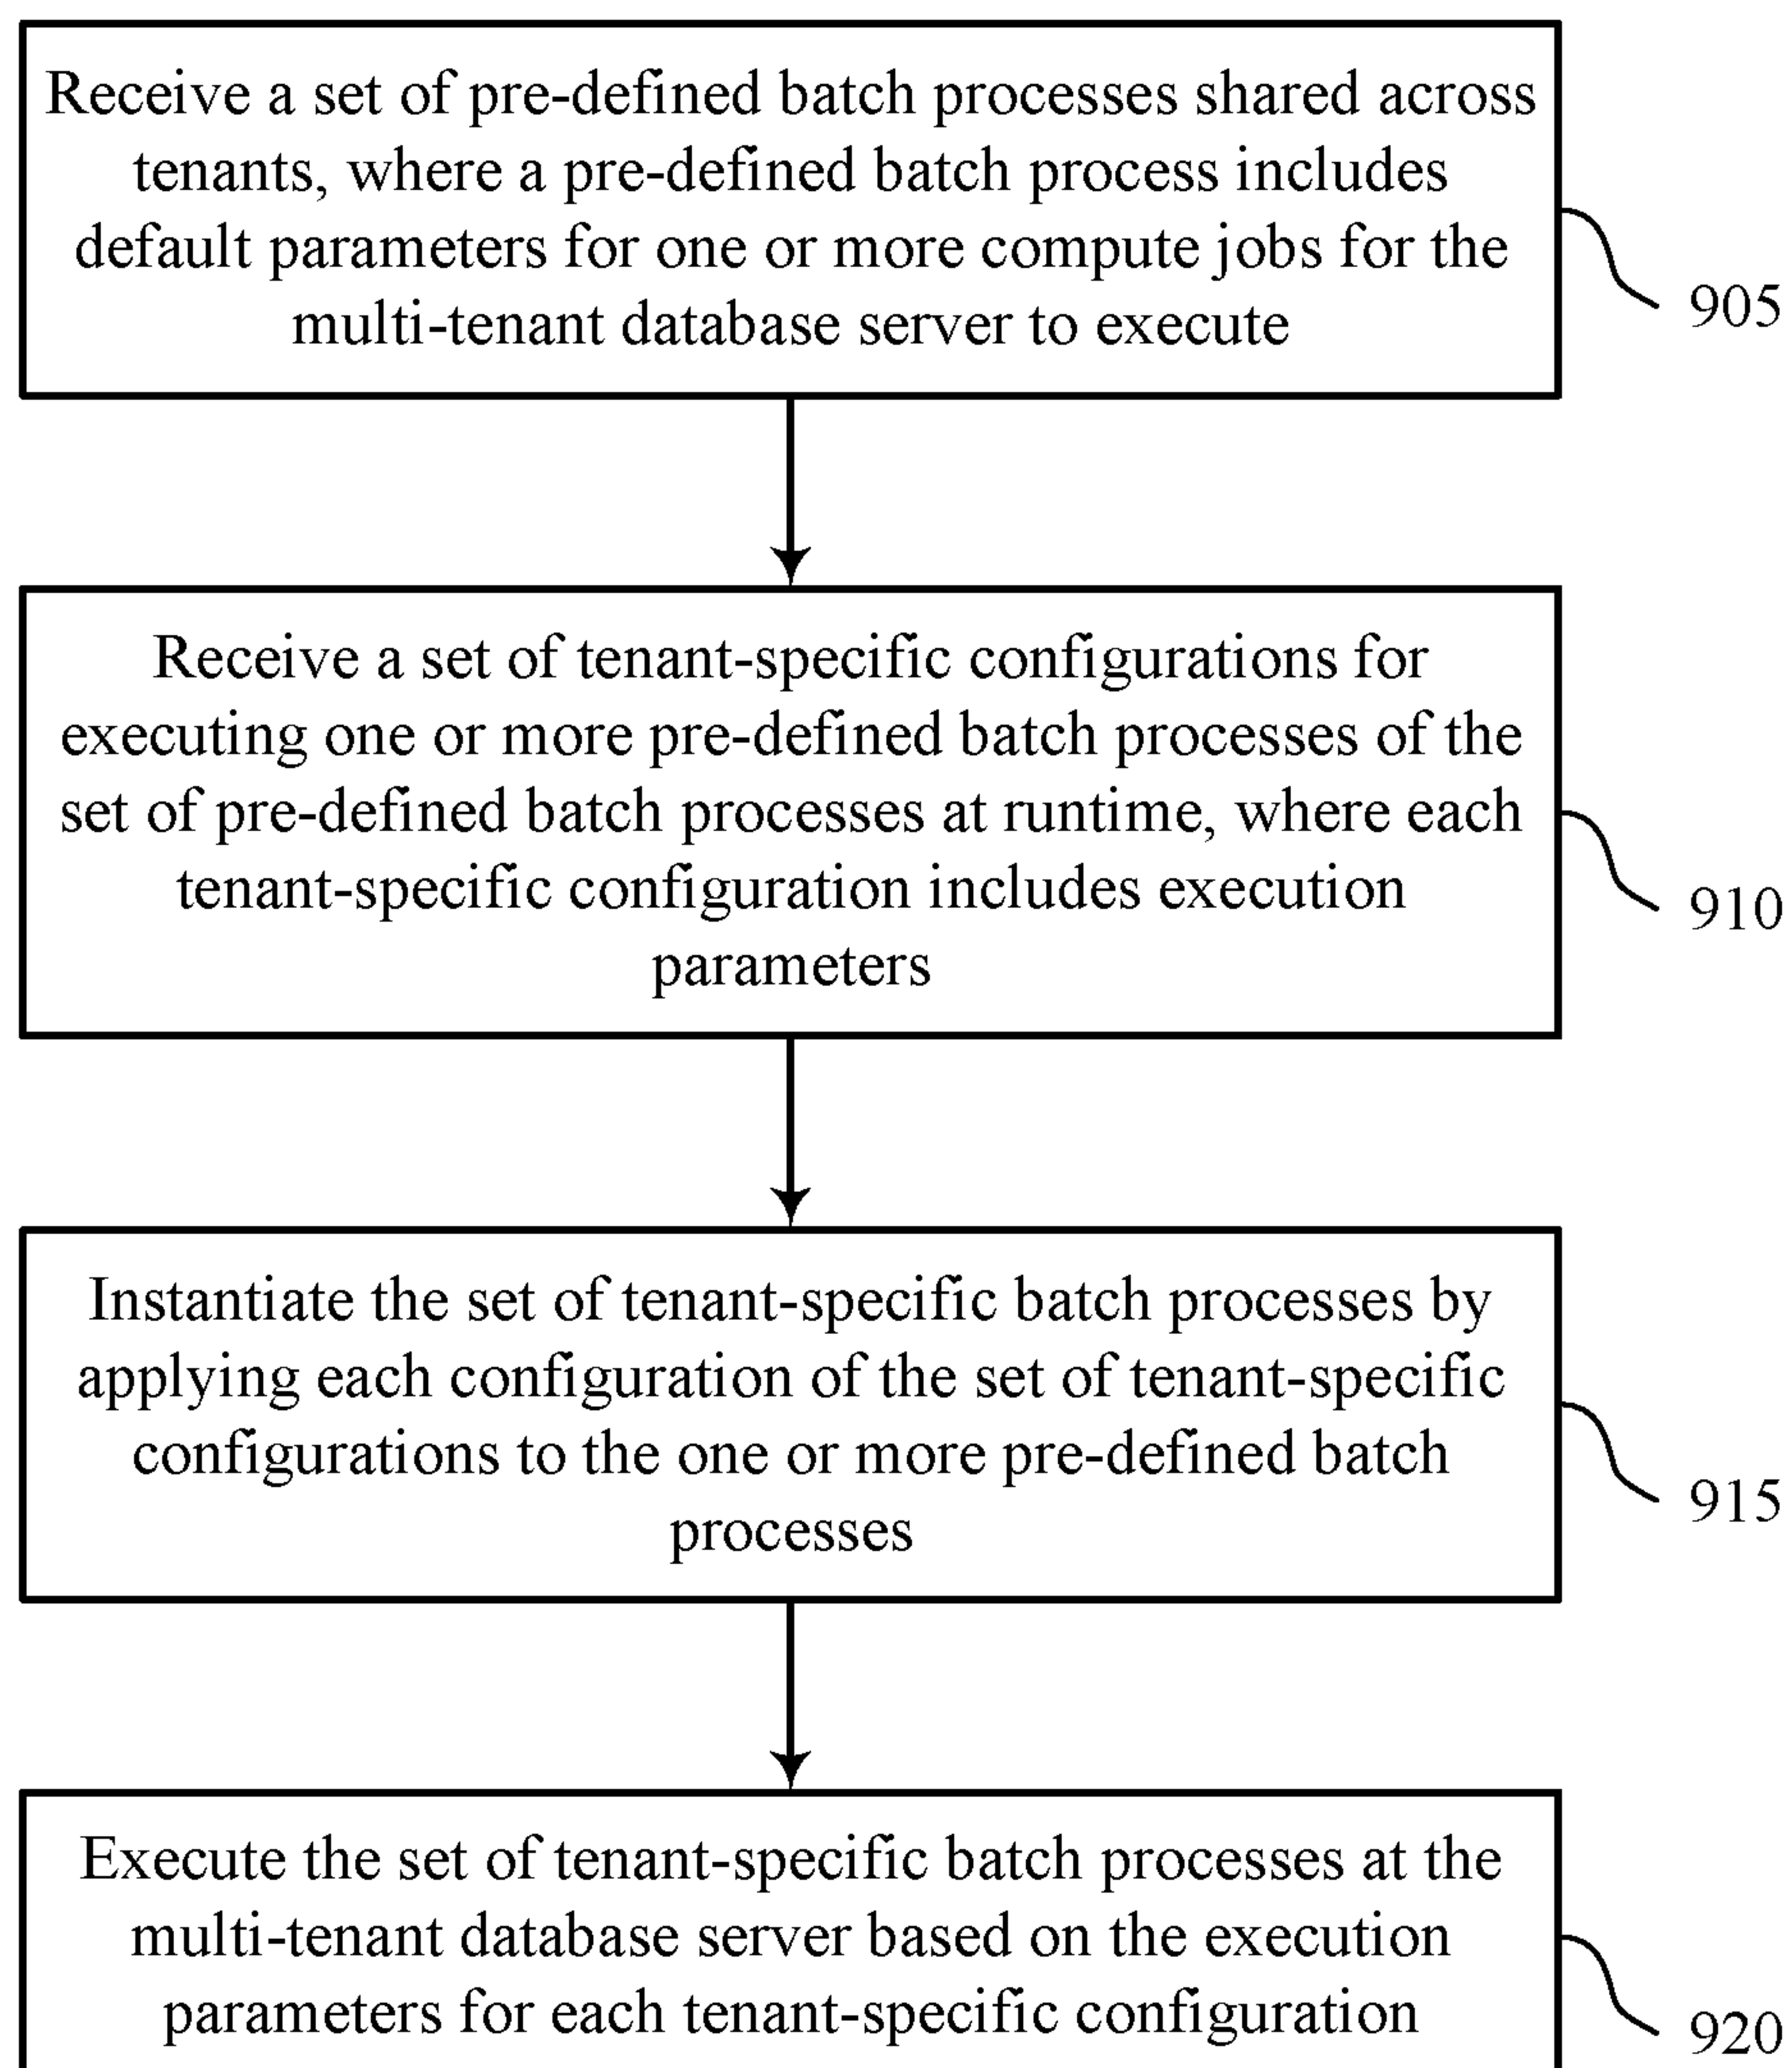 Receive a set of pre-defined batch processes shared across
tenants, where a pre-defined batch process includes
default parameters for one or more compute jobs for the
multi-tenant database server to execute
905
Receive a set of tenant-specific configurations for
executing one or more pre-defined batch processes of the
set of pre-defined batch processes at runtime, where each
tenant-specific configuration includes execution
parameters
910
Instantiate the set of tenant-specific batch processes by
applying each configuration of the set of tenant-specific
configurations to the one or more pre-defined batch
processes
915
Execute the set of tenant-specific batch processes at the
multi-tenant database server based on the execution
parameters for each tenant-specific configuration
920